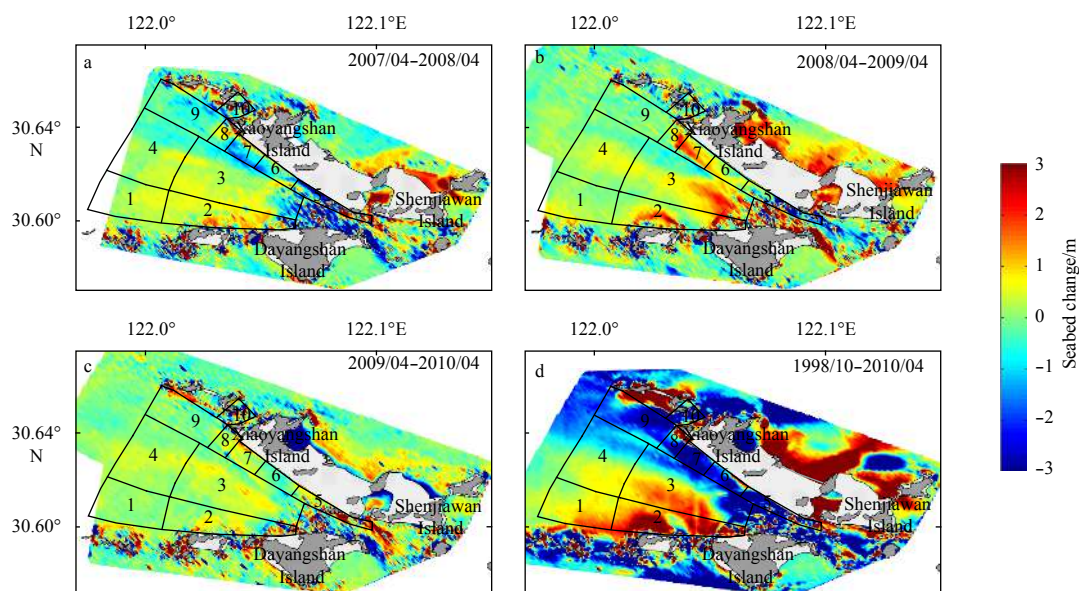 122.0° 122.1°E 122.0° 122.1°E
a 2007/04−2008/04
b 2008/04−2009/04
30.64°
N
30.60°
9
10
4
8
Xiaoyangshan
Island
7
3
6
1
2
5
Shenjiawan
Island
Dayangshan
Island
9
10
4
8
Xiaoyangshan
Island
7
3
6
1
2
5
Shenjiawan
Island
Dayangshan
Island
3
2
1
0
−1
−2
−3
Seabed change/m
122.0° 122.1°E 122.0° 122.1°E
c 2009/04−2010/04
d 1998/10−2010/04
30.64°
N
30.60°
9
10
4
8
Xiaoyangshan
Island
7
3
6
1
2
5
Shenjiawan
Island
Dayangshan
Island
9
10
4
8
Xiaoyangshan
Island
7
3
6
1
2
5
Shenjiawan
Island
Dayangshan
Island